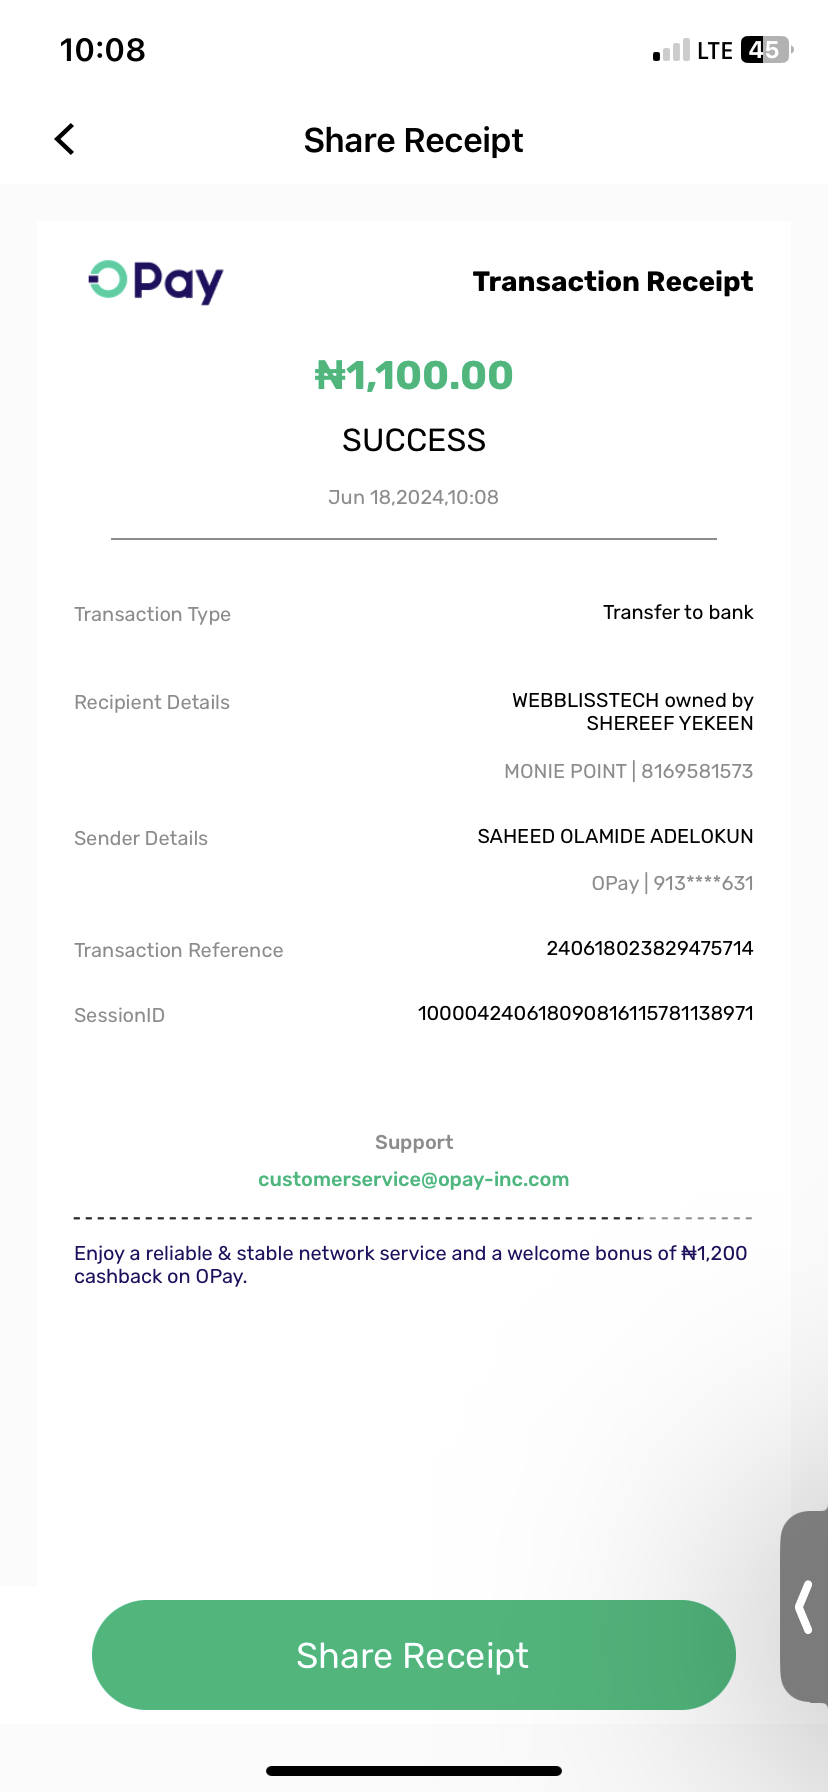 10:08
LTE 45
Share Receipt
OPay
Transaction Receipt
₦1,100.00
SUCCESS
Jun 18,2024,10:08
Transaction Type
Transfer to bank
Recipient Details
WEBBLISSTECH owned by
SHEREEF YEKEEN
MONIE POINT | 8169581573
Sender Details
SAHEED OLAMIDE ADELOKUN
OPay | 913****631
Transaction Reference
240618023829475714
SessionID
100004240618090816115781138971
Support
customerservice@opay-inc.com
Enjoy a reliable & stable network service and a welcome bonus of ₦1,200
cashback on OPay.
Share Receipt